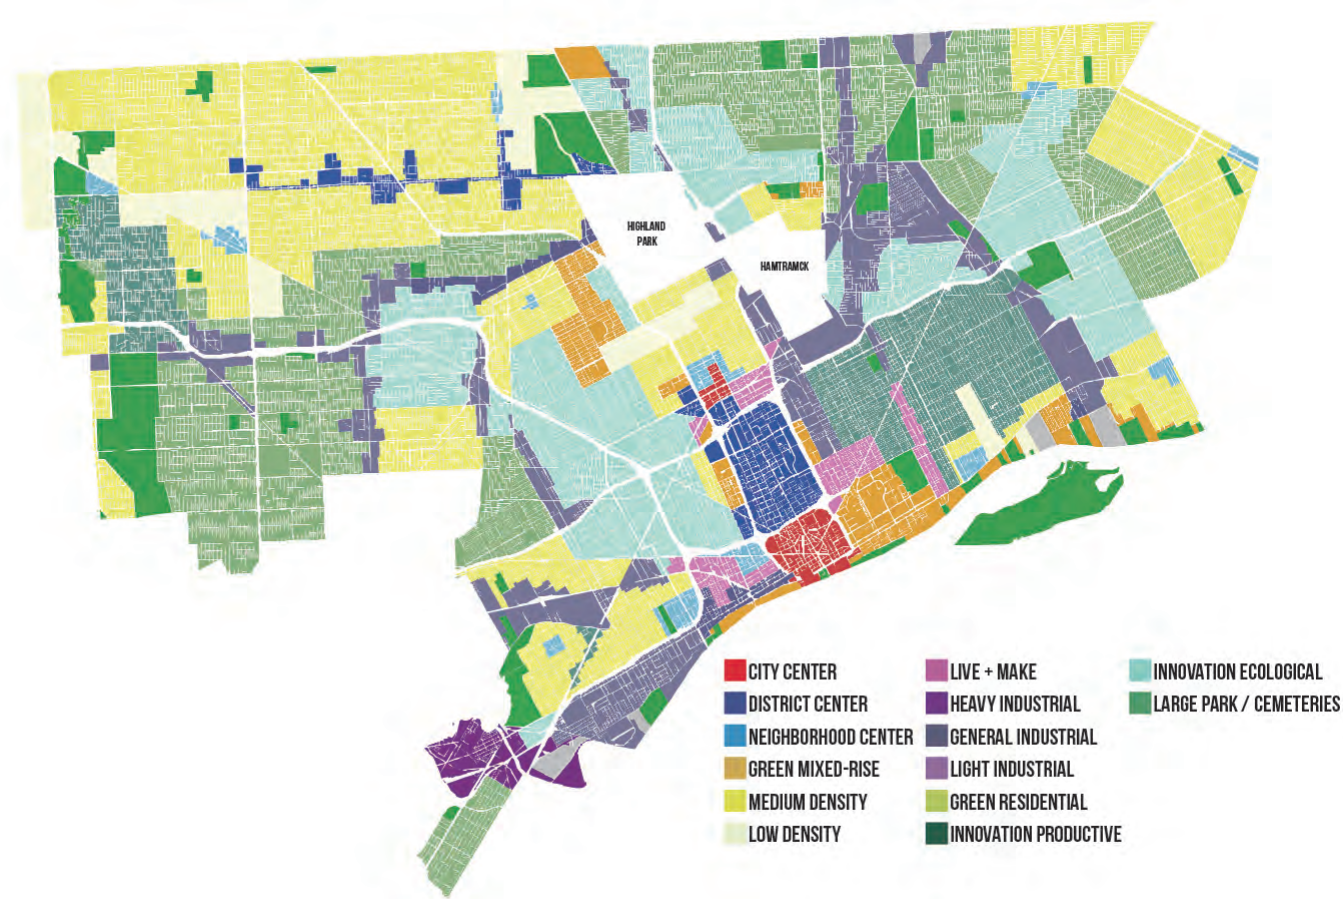 HIGHLAND
PARK
HAMTRAMCK
CITY CENTER
DISTRICT CENTER
NEIGHBORHOOD CENTER
GREEN MIXED-RISE
MEDIUM DENSITY
LOW DENSITY
LIVE + MAKE
HEAVY INDUSTRIAL
GENERAL INDUSTRIAL
LIGHT INDUSTRIAL
GREEN RESIDENTIAL
INNOVATION PRODUCTIVE
INNOVATION ECOLOGICAL
LARGE PARK / CEMETERIES